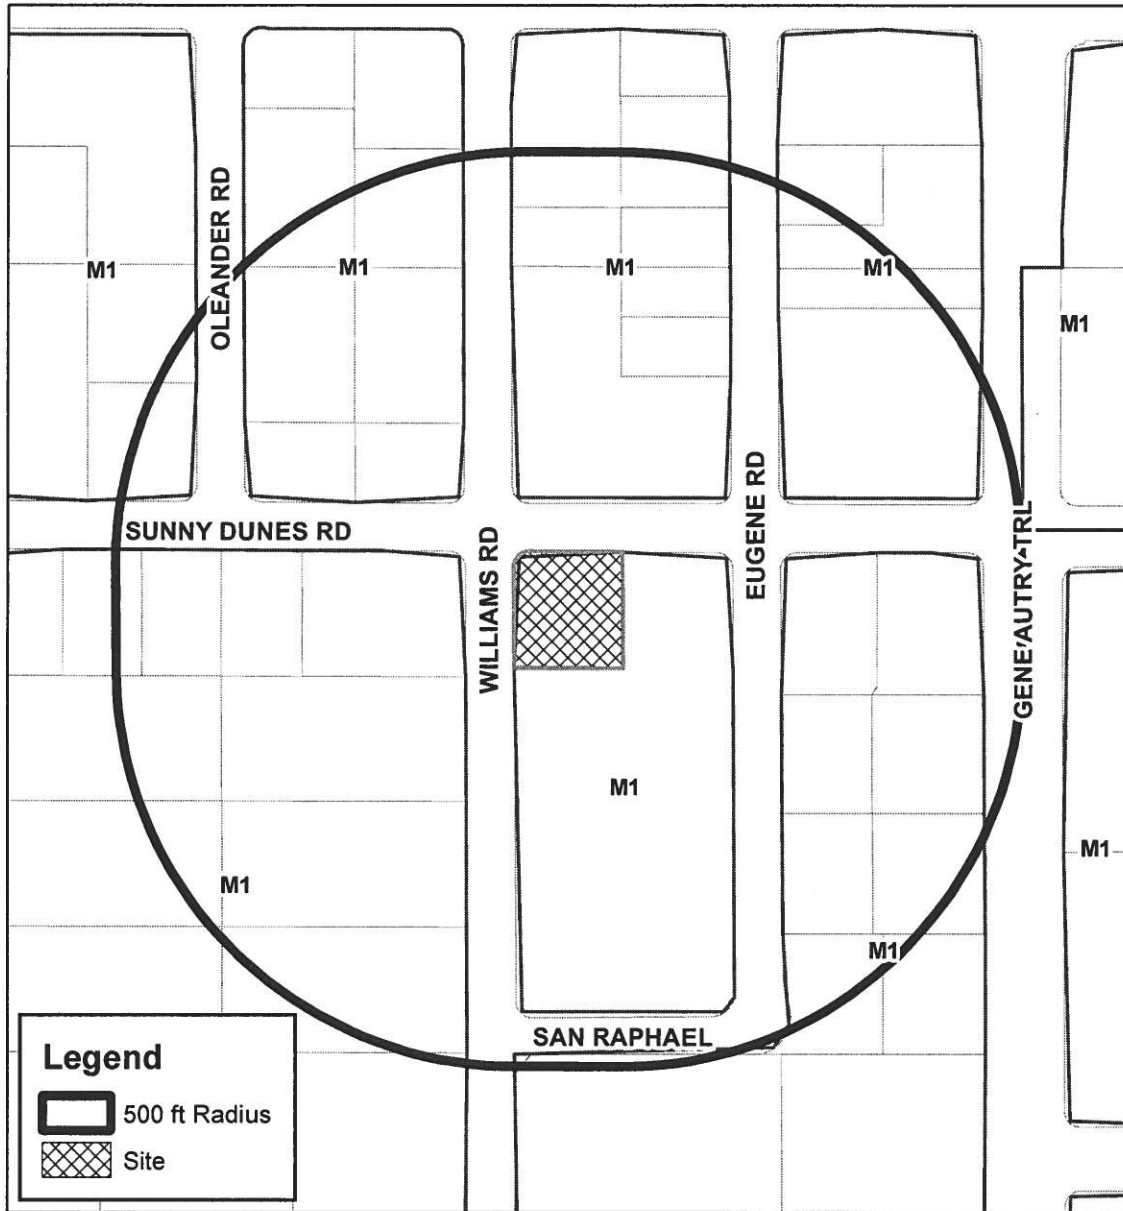 OLEANDER RD
M1
M1
M1
M1
M1
SUNNY DUNES RD
WILLIAMS RD
EUGENE RD
GENE AUTRY TRL
M1
M1
M1
M1
SAN RAPHAEL
Legend
500 ft Radius
Site